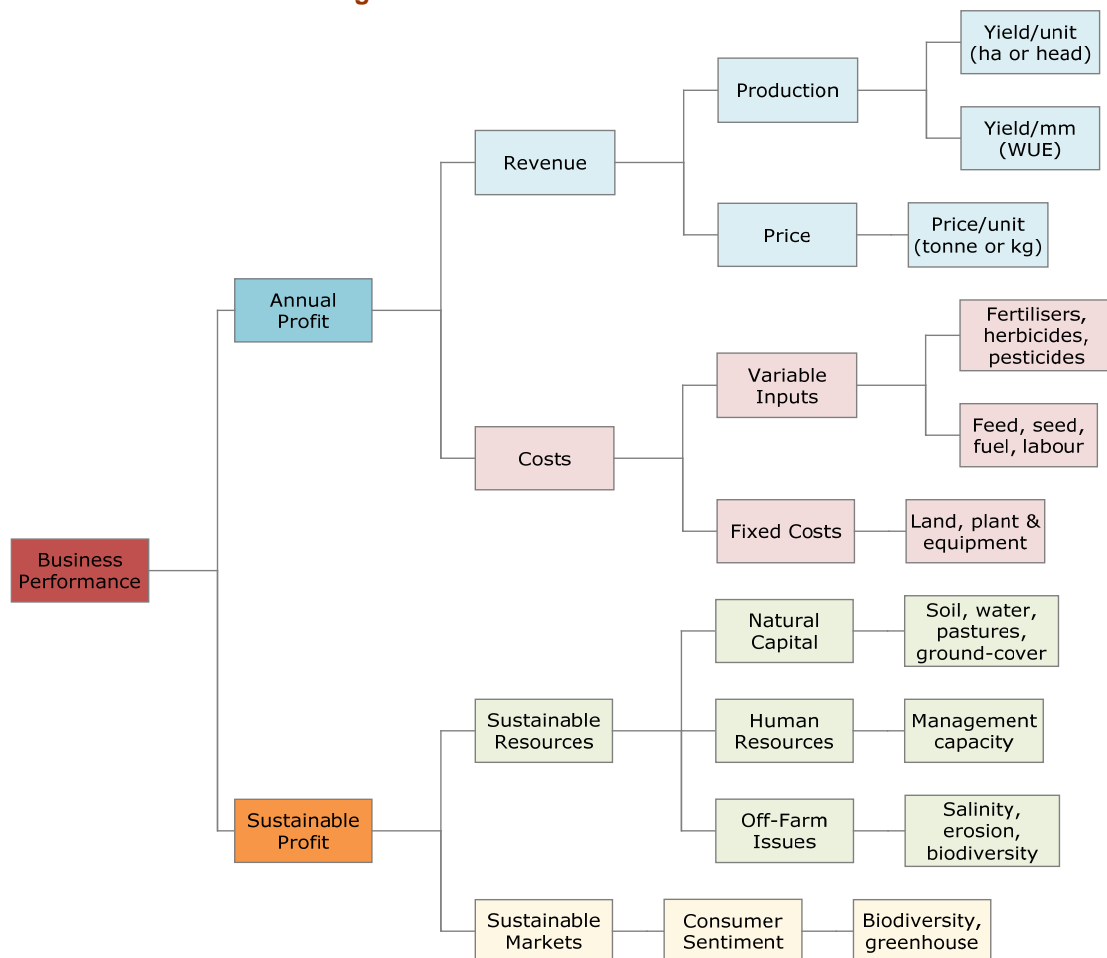 Yield/unit
(ha or head)
Production
Yield/mm
(WUE)
Revenue
Price
Price/unit
(tonne or kg)
Annual
Profit
Fertilisers,
herbicides,
pesticides
Variable
Inputs
Feed, seed,
fuel, labour
Costs
Fixed Costs
Land, plant &
equipment
Business
Performance
Natural
Capital
Soil, water,
pastures,
ground-cover
Sustainable
Resources
Human
Resources
Management
capacity
Sustainable
Profit
Off-Farm
Issues
Salinity,
erosion,
biodiversity
Sustainable
Markets
Consumer
Sentiment
Biodiversity,
greenhouse